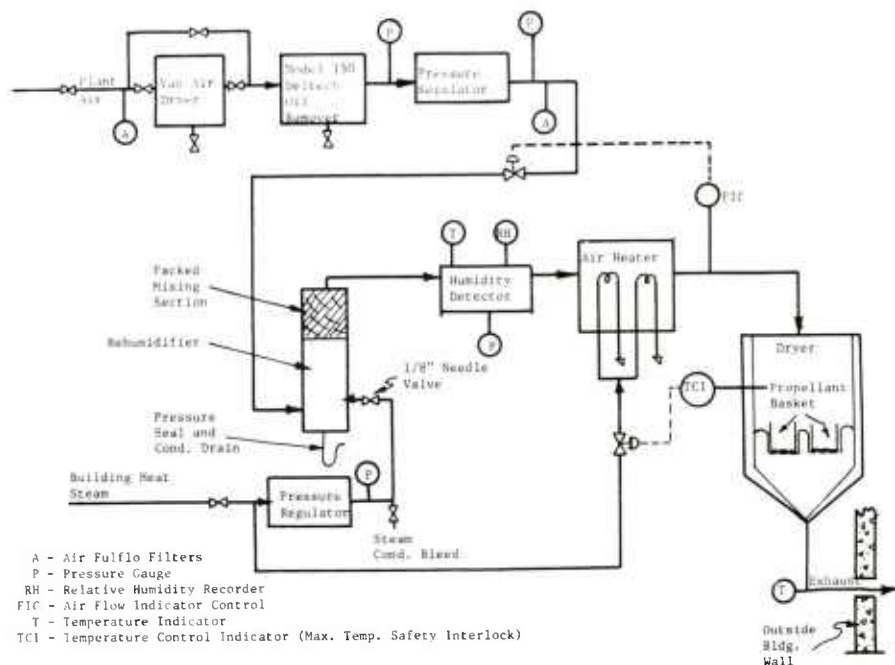 P
P
Plant
Air
Van Air
Dryer
Model 150
Deltech
Oil
Remover
Pressure
Regulator
A
A
FIC
T
RH
Air Heater
Packed
Mixing
Section
Humidity
Detector
P
Rehumidifier
1/8" Needle
Valve
Dryer
TCI
Propellant
Basket
Pressure
Seal and
Cond. Drain
Building Heat
Steam
P
Pressure
Regulator
Steam
Cond. Bleed
A - Air Fulflo Filters
P - Pressure Gauge
RH - Relative Humidity Recorder
FIC - Air Flow Indicator Control
T - Temperature Indicator
TCI - Temperature Control Indicator (Max. Temp. Safety Interlock)
T
Exhaust
Outside
Bldg.
Wall